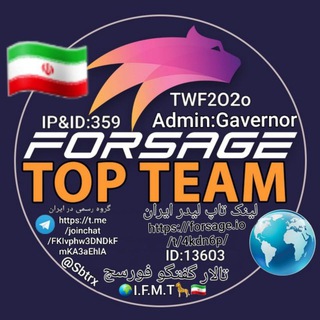 TWF2O2o
IP&ID:359
Admin:Gavernor
FORSAGE
TOP TEAM
گروه رسمی در ایران
https://t.me
/joinchat
/FKIvphw3DNDkF
mKA3aEhlA
@Sbtrx
لینک تاپ لیدر ایران
https://forsage.io
/i/4kdn6p/
ID:13603
تالار گفتگو فورسج
I.F.M.T